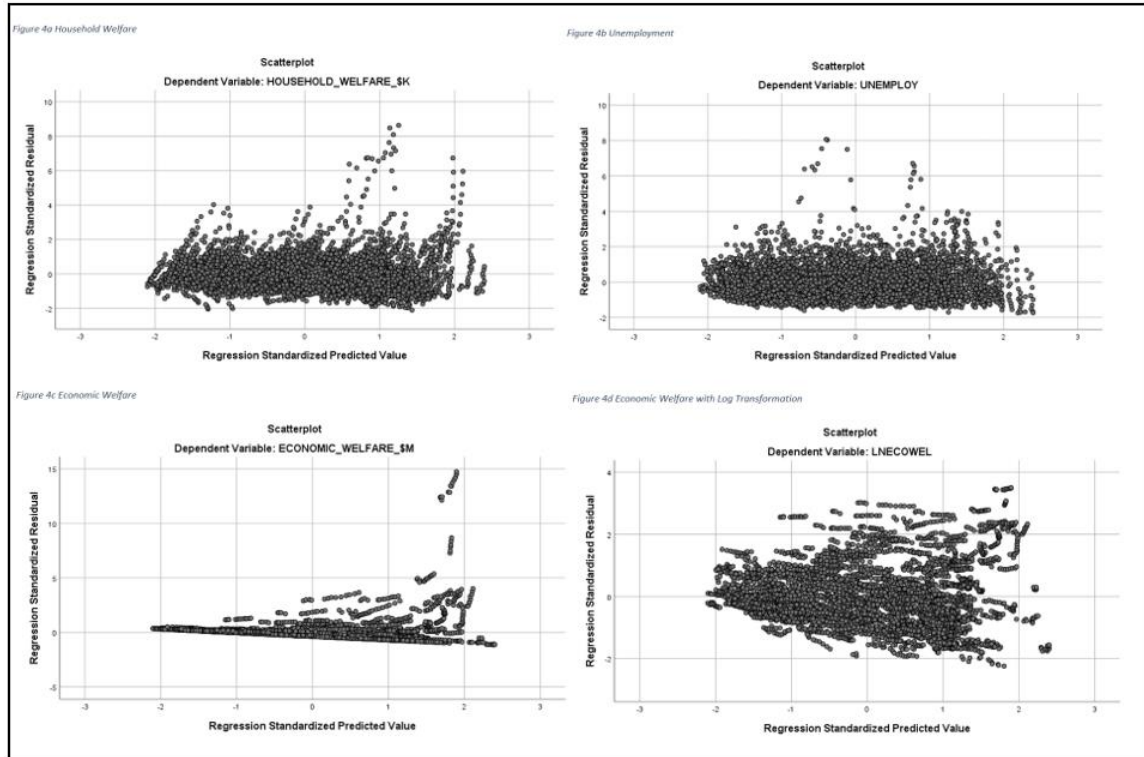 Figure 4a Household Welfare
Scatterplot
Dependent Variable: HOUSEHOLD_WELFARE_$K
Regression Standardized Residual
10
8
6
4
2
0
-2
-3
-2
-1
0
1
2
3
Regression Standardized Predicted Value
Figure 4b Unemployment
Scatterplot
Dependent Variable: UNEMPLOY
Regression Standardized Residual
10
8
6
4
2
0
-2
-3
-2
-1
0
1
2
3
Regression Standardized Predicted Value
Figure 4c Economic Welfare
Scatterplot
Dependent Variable: ECONOMIC_WELFARE_$M
Regression Standardized Residual
15
10
5
0
-5
-3
-2
-1
0
1
2
3
Regression Standardized Predicted Value
Figure 4d Economic Welfare with Log Transformation
Scatterplot
Dependent Variable: LNECOWEL
Regression Standardized Residual
4
2
0
-2
-3
-2
-1
0
1
2
3
Regression Standardized Predicted Value